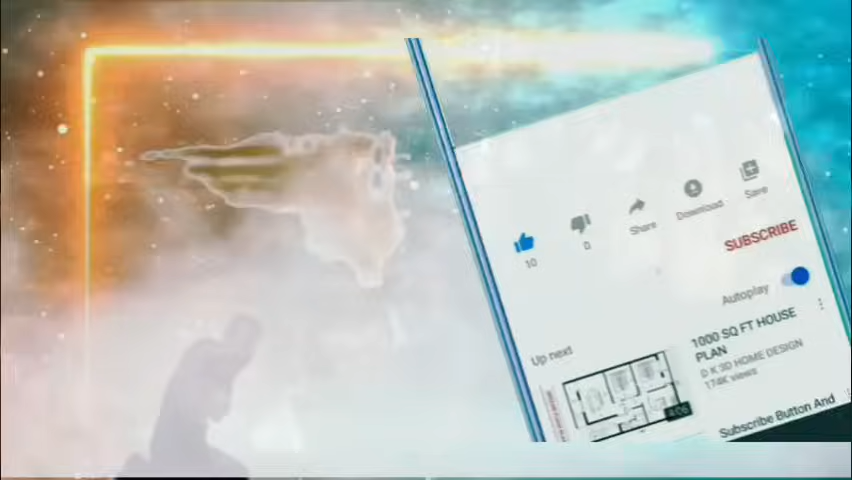 10
0
Share
Download
Save
SUBSCRIBE
Autoplay
Up next
1000 SQ FT HOUSE
PLAN
D K 3D HOME DESIGN
174K views
4:06
Subscribe Button And